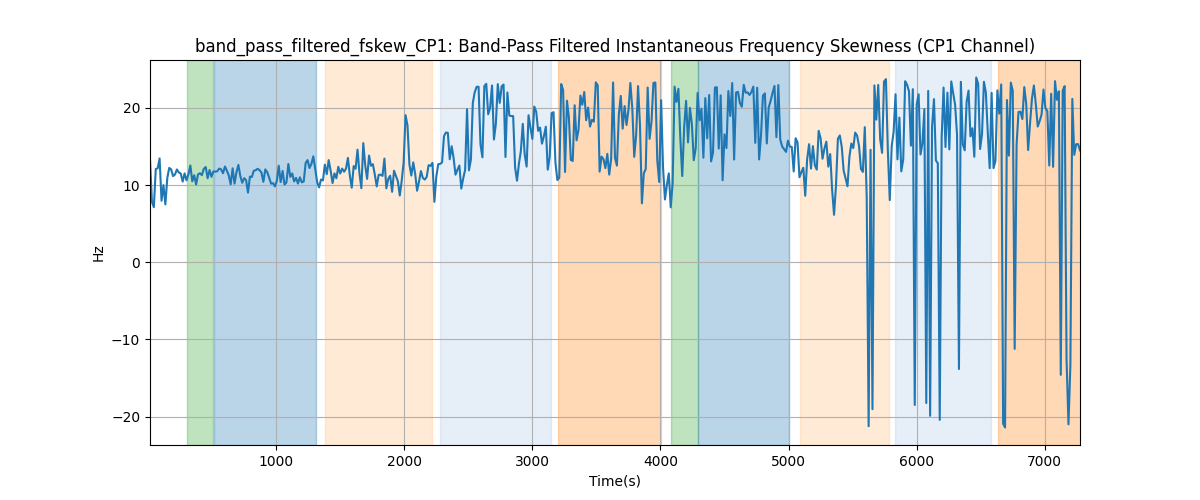 band_pass_filtered_fskew_CP1: Band-Pass Filtered Instantaneous Frequency Skewness (CP1 Channel)
Hz
20
10
0
−10
−20
1000 2000 3000 4000 5000 6000 7000
Time(s)